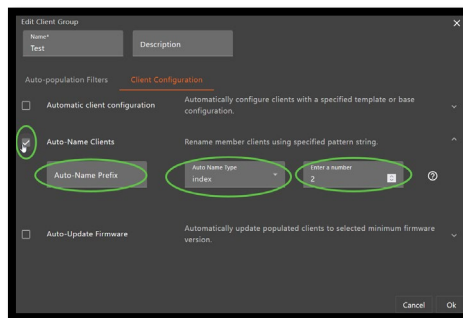 Edit Client Group
Name*
Test
Description
Auto-population Filters
Client Configuration
Automatic client configuration
Automatically configure clients with a specified template or base
configuration.
Auto-Name Clients
Rename member clients using specified pattern string.
Auto-Name Prefix
Auto Name Type
index
Enter a number
2
Auto-Update Firmware
Automatically update populated clients to selected minimum firmware
version.
Cancel
Ok